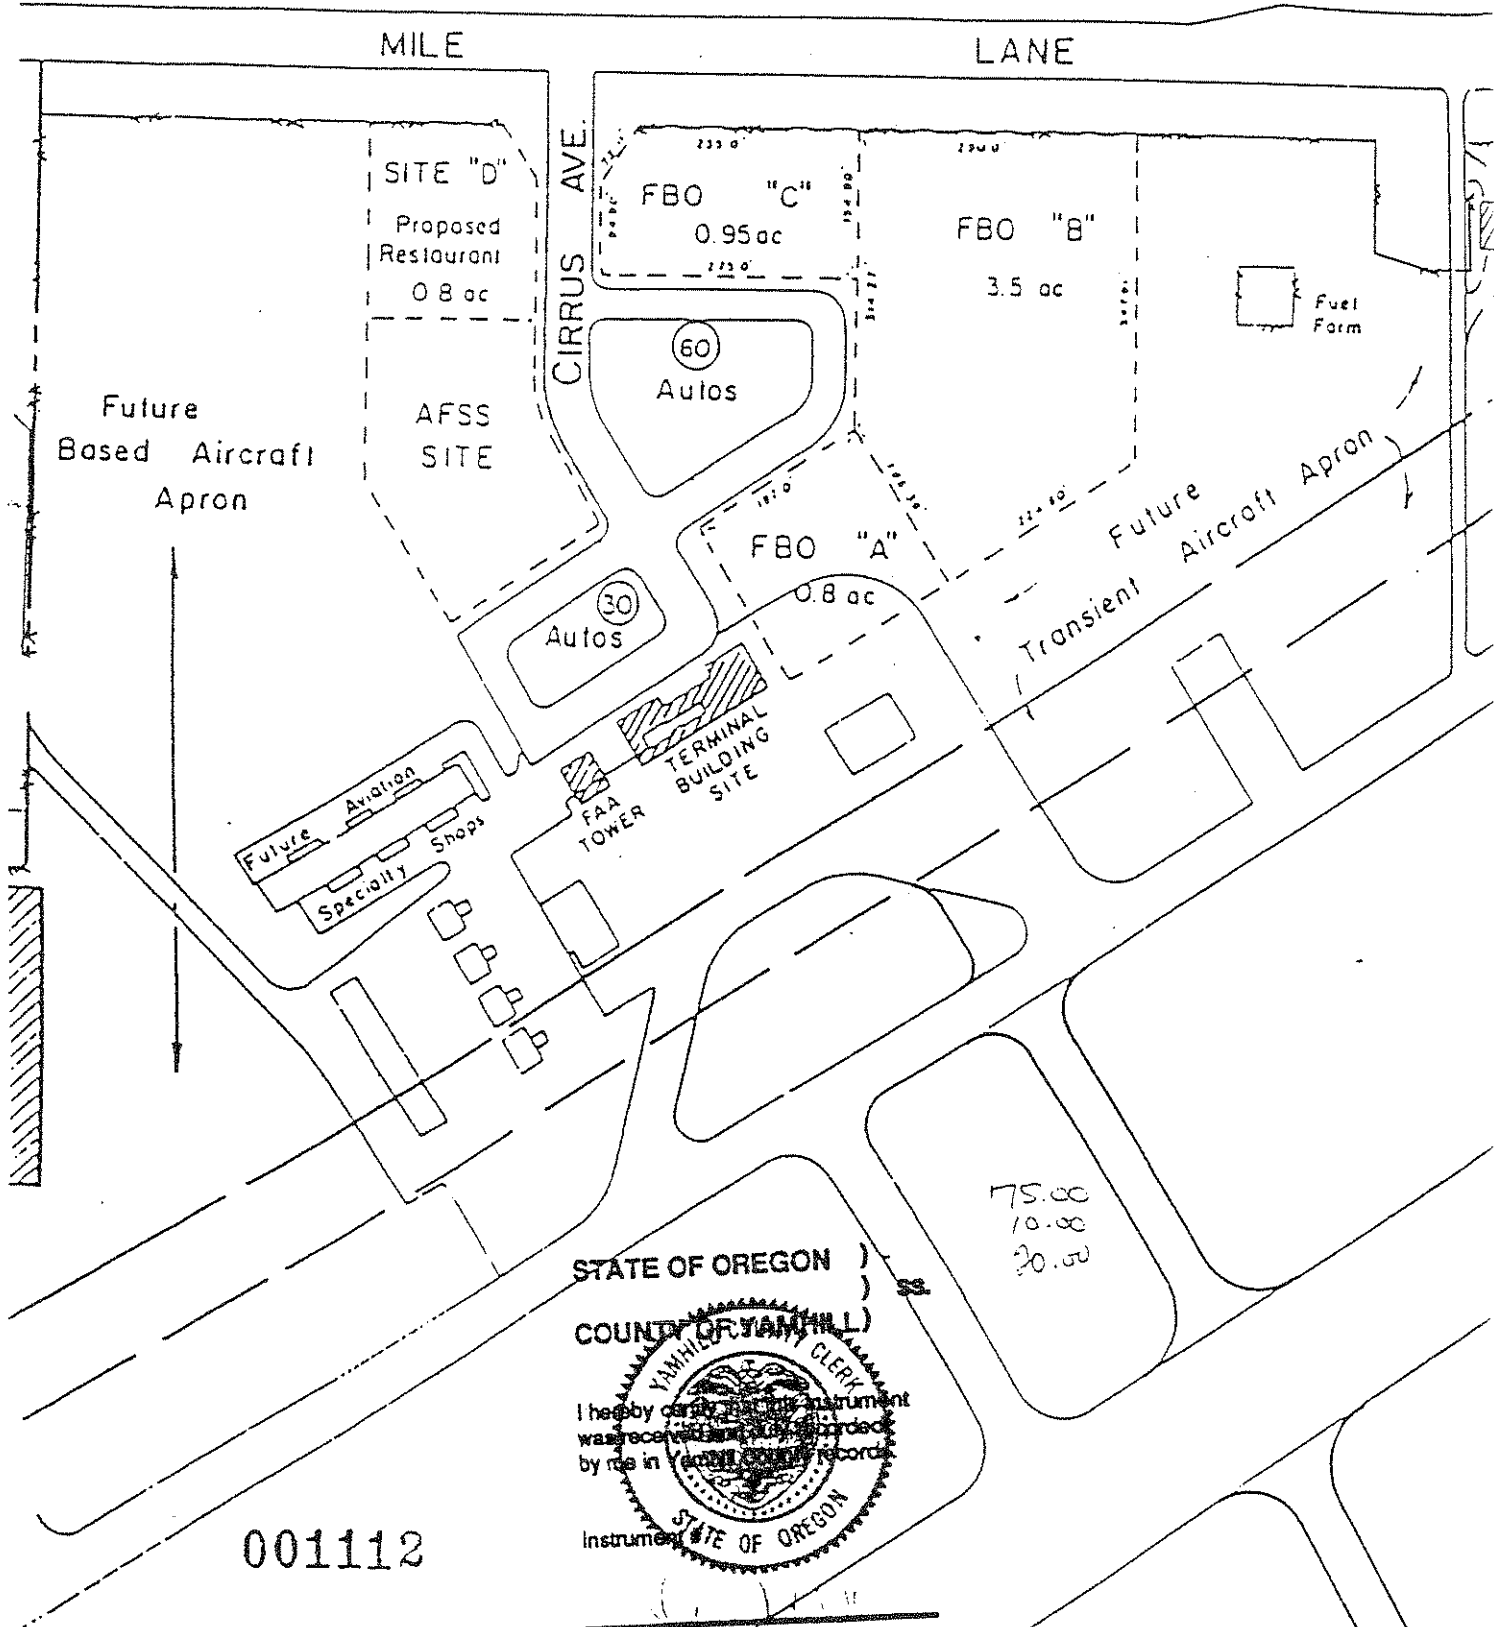 MILE LANE
CIRRUS AVE.
SITE "D"
Proposed
Restaurant
0.8 ac
235.0'
FBO "C"
0.95 ac
275.0'
FBO "B"
3.5 ac
Fuel
Farm
60
Autos
Future
Based Aircraft
Apron
AFSS
SITE
FBO "A"
0.8 ac
Future
Transient Aircraft Apron
30
Autos
TERMINAL
BUILDING
SITE
FAA
TOWER
Future Aviation
Specialty Shops
75.00
10.00
20.00
STATE OF OREGON )
) SS.
COUNTY OF YAMHILL)
YAMHILL COUNTY CLERK
I hereby certify that this instrument
was received and duly recorded
by me in Yamhill County records
STATE OF OREGON
Instrument #
001112